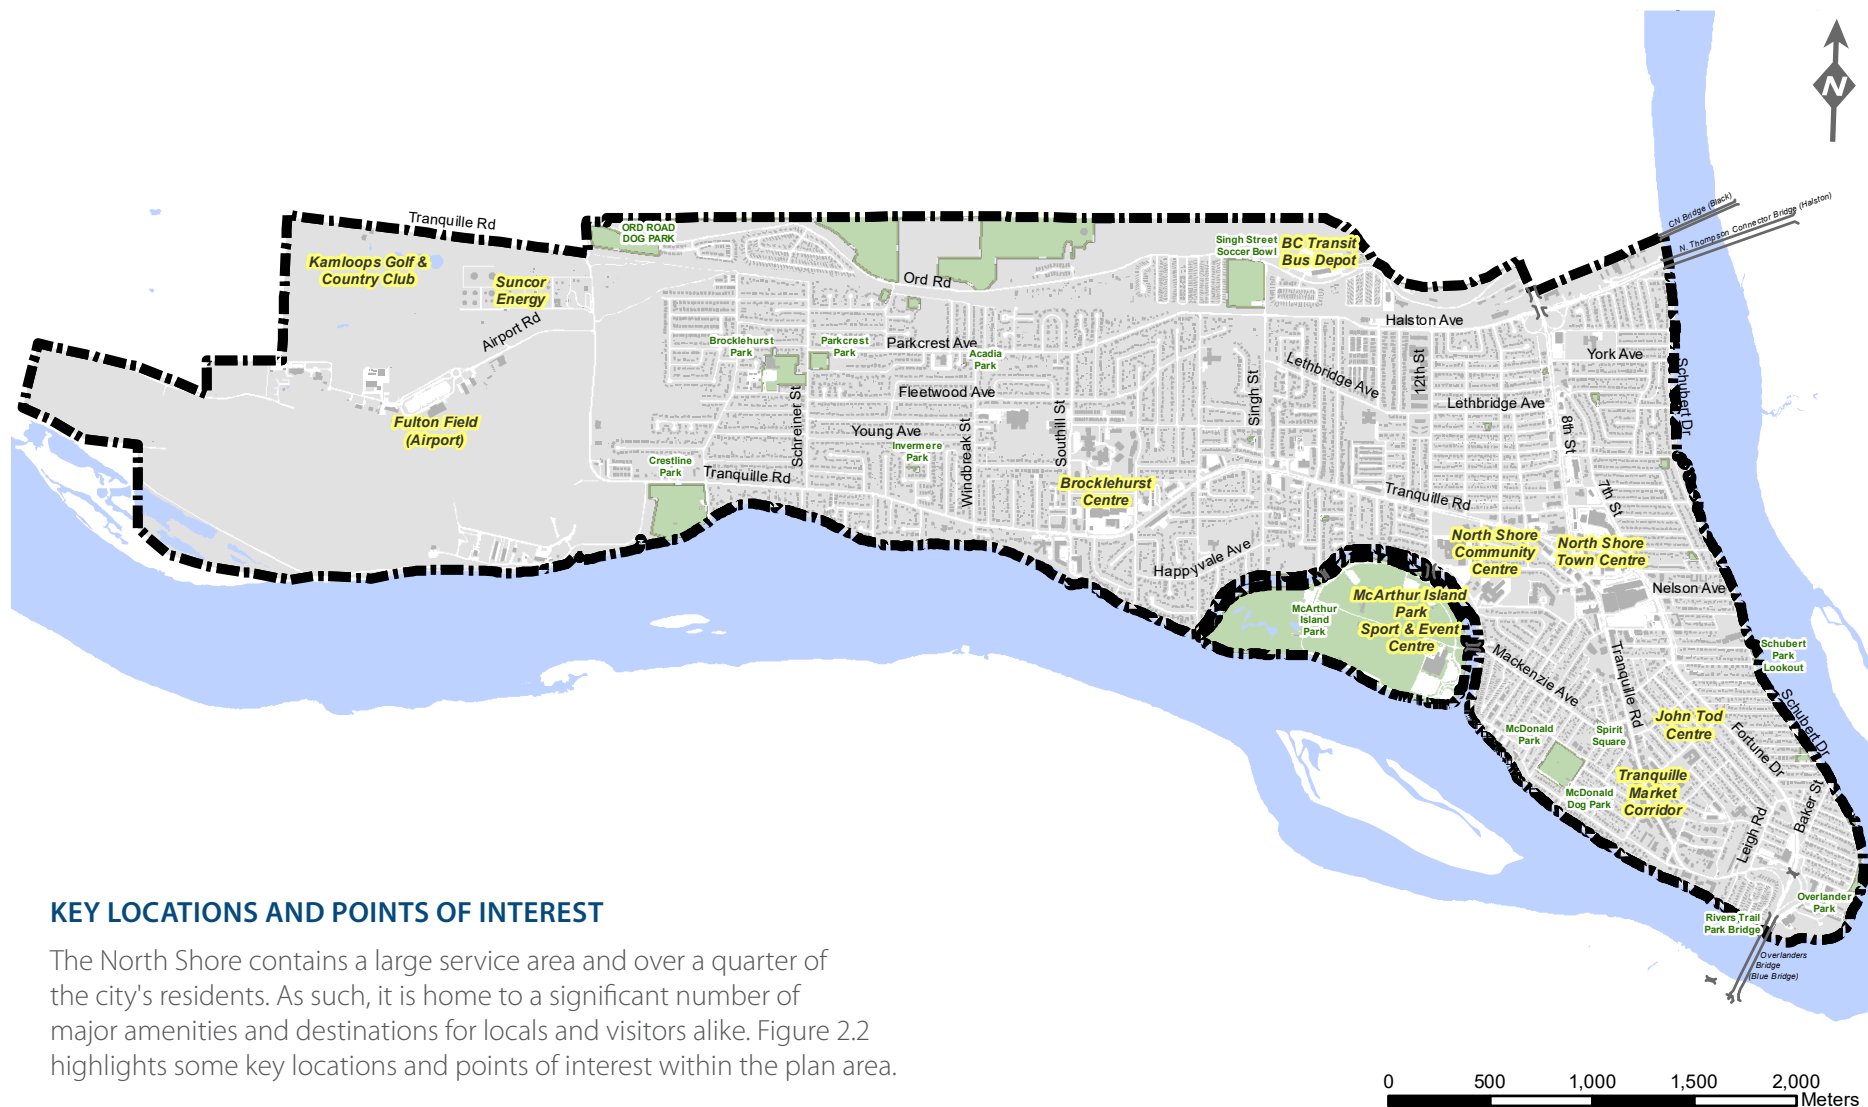 N
CN Bridge (Black)
N. Thompson Connector Bridge (Halston)
Tranquille Rd
ORD ROAD
DOG PARK
Singh Street
Soccer Bowl
BC Transit
Bus Depot
Kamloops Golf &
Country Club
Suncor
Energy
Ord Rd
Airport Rd
Halston Ave
Brocklehurst
Park
Parkcrest
Park
Parkcrest Ave
Acadia
Park
York Ave
Lethbridge Ave
12th St
Schubert Dr
Fleetwood Ave
Singh St
Lethbridge Ave
Schreiner St
Fulton Field
(Airport)
Young Ave
Invermere
Park
Windbreak St
Southill St
8th St
Crestline
Park
Tranquille Rd
Brocklehurst
Centre
Tranquille Rd
7th St
North Shore
Community
Centre
North Shore
Town Centre
Happyvale Ave
Nelson Ave
McArthur Island
Park
Sport & Event
Centre
McArthur
Island
Park
Schubert
Park
Lookout
Mackenzie Ave
Tranquille Rd
Schubert Dr
John Tod
Centre
McDonald
Park
Spirit
Square
Fortune Dr
Tranquille
Market
Corridor
McDonald
Dog Park
Baker St
Leigh Rd
Overlander
Park
Rivers Trail
Park Bridge
Overlanders
Bridge
(Blue Bridge)
KEY LOCATIONS AND POINTS OF INTEREST
The North Shore contains a large service area and over a quarter of
the city's residents. As such, it is home to a significant number of
major amenities and destinations for locals and visitors alike. Figure 2.2
highlights some key locations and points of interest within the plan area.
0 500 1,000 1,500 2,000
Meters